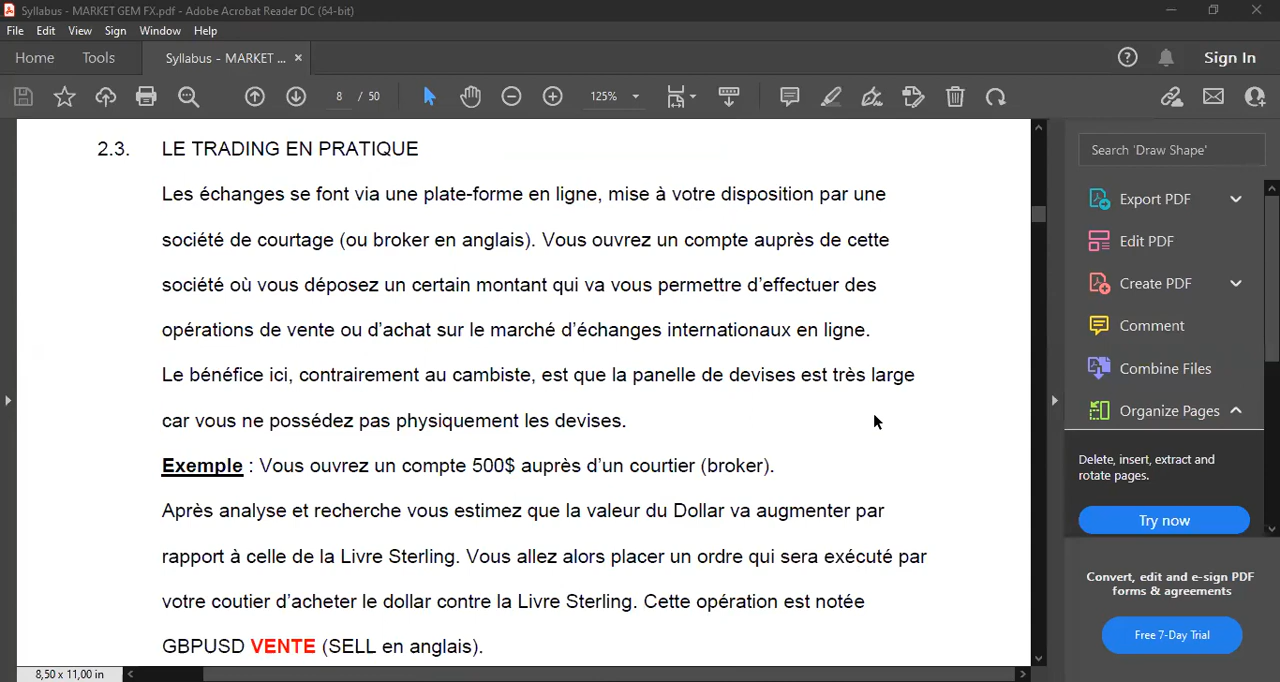 Syllabus - MARKET GEM FX.pdf - Adobe Acrobat Reader DC (64-bit)
File Edit View Sign Window Help
Home Tools Syllabus - MARKET ... × Sign In
8 / 50 125%
2.3. LE TRADING EN PRATIQUE
Les échanges se font via une plate-forme en ligne, mise à votre disposition par une
société de courtage (ou broker en anglais). Vous ouvrez un compte auprès de cette
société où vous déposez un certain montant qui va vous permettre d’effectuer des
opérations de vente ou d’achat sur le marché d’échanges internationaux en ligne.
Le bénéfice ici, contrairement au cambiste, est que la panelle de devises est très large
car vous ne possédez pas physiquement les devises.
Exemple : Vous ouvrez un compte 500$ auprès d’un courtier (broker).
Après analyse et recherche vous estimez que la valeur du Dollar va augmenter par
rapport à celle de la Livre Sterling. Vous allez alors placer un ordre qui sera exécuté par
votre coutier d’acheter le dollar contre la Livre Sterling. Cette opération est notée
GBPUSD VENTE (SELL en anglais).
8,50 x 11,00 in
Search 'Draw Shape'
Export PDF
Edit PDF
Create PDF
Comment
Combine Files
Organize Pages
Delete, insert, extract and
rotate pages.
Try now
Convert, edit and e-sign PDF
forms & agreements
Free 7-Day Trial